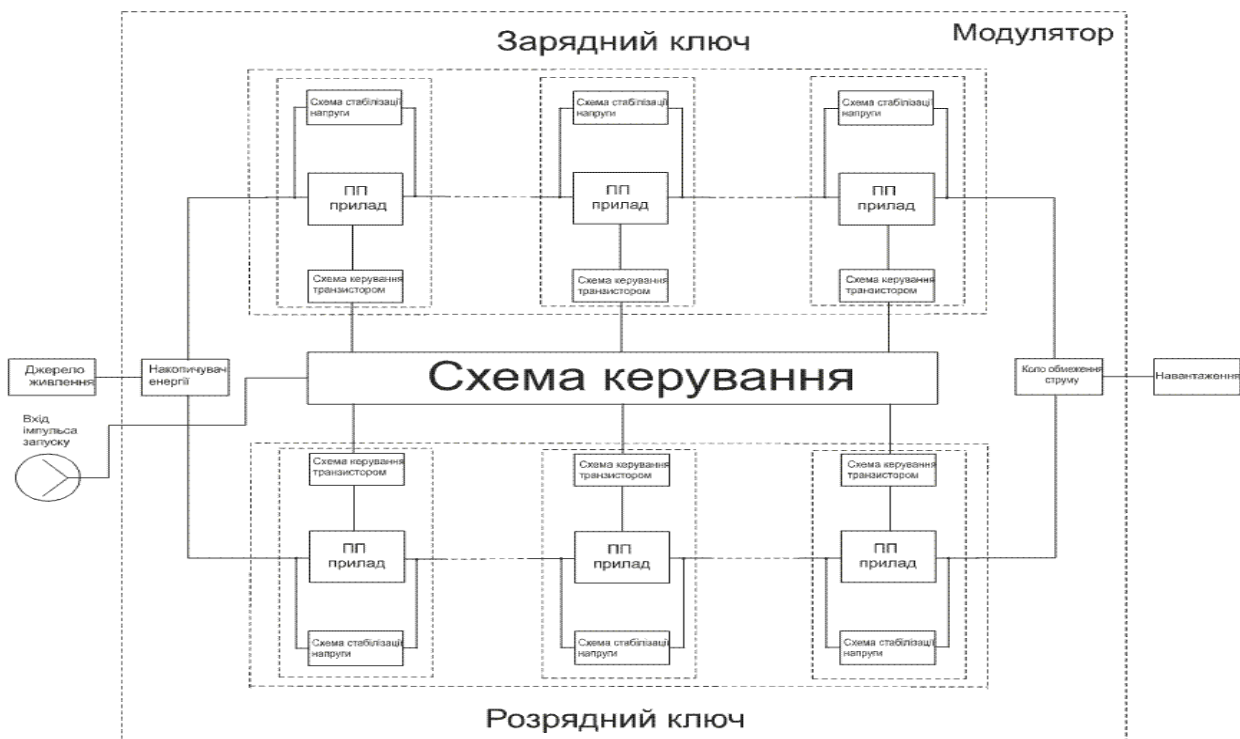 Зарядний ключ
Модулятор
Схема стабілізації
напруги
Схема стабілізації
напруги
Схема стабілізації
напруги
ПП
прилад
ПП
прилад
ПП
прилад
Схема керування
транзистором
Схема керування
транзистором
Схема керування
транзистором
Джерело
живлення
Накопичувач
енергії
Схема керування
Коло обмеження
струму
Навантаження
Вхід
імпульса
запуску
Схема керування
транзистором
Схема керування
транзистором
Схема керування
транзистором
ПП
прилад
ПП
прилад
ПП
прилад
Схема стабілізації
напруги
Схема стабілізації
напруги
Схема стабілізації
напруги
Розрядний ключ